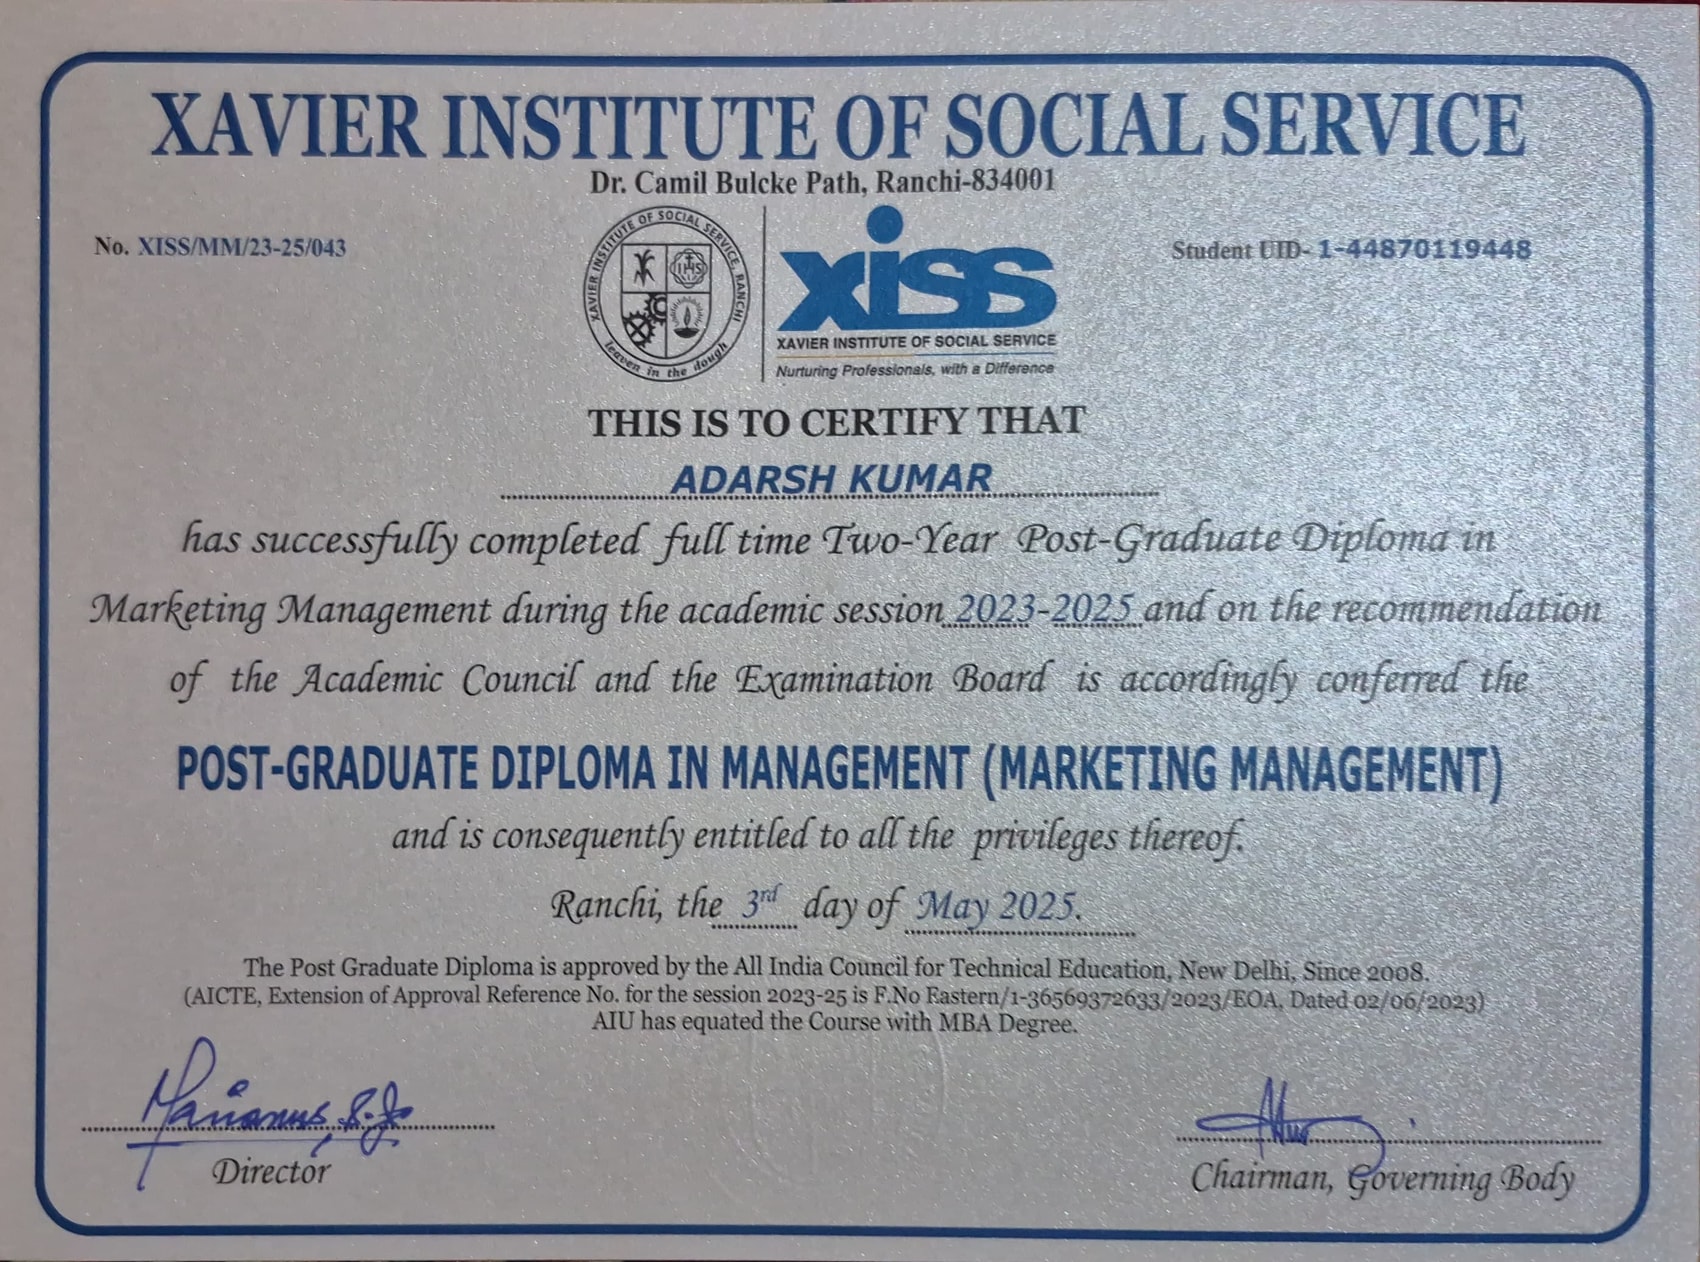 XAVIER INSTITUTE OF SOCIAL SERVICE
Dr. Camil Bulcke Path, Ranchi-834001
No. XISS/MM/23-25/043
Student UID- 1-44870119448
XAVIER INSTITUTE OF SOCIAL SERVICE, RANCHI
IHS
leaven in the dough
xiss
XAVIER INSTITUTE OF SOCIAL SERVICE
Nurturing Professionals, with a Difference
THIS IS TO CERTIFY THAT
ADARSH KUMAR
has successfully completed full time Two-Year Post-Graduate Diploma in
Marketing Management during the academic session 2023-2025 and on the recommendation
of the Academic Council and the Examination Board is accordingly conferred the
POST-GRADUATE DIPLOMA IN MANAGEMENT (MARKETING MANAGEMENT)
and is consequently entitled to all the privileges thereof.
Ranchi, the 3rd day of May 2025.
The Post Graduate Diploma is approved by the All India Council for Technical Education, New Delhi, Since 2008.
(AICTE, Extension of Approval Reference No. for the session 2023-25 is F.No Eastern/1-36569372633/2023/EOA, Dated 02/06/2023)
AIU has equated the Course with MBA Degree.
Marianus, S.J.
Director
Chairman, Governing Body